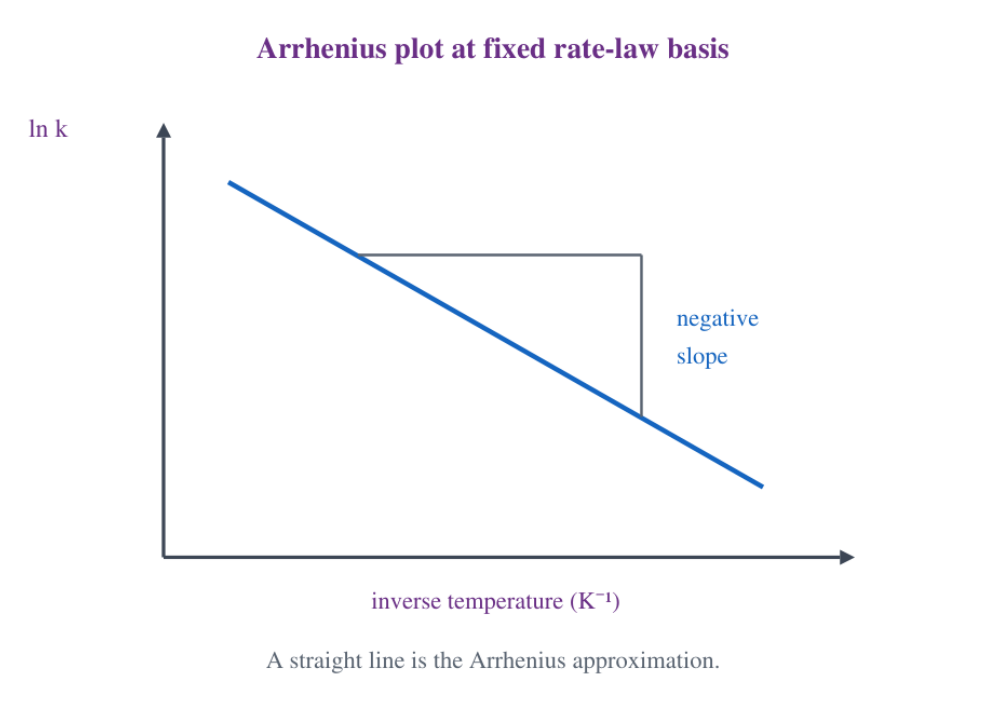 Arrhenius plot at fixed rate-law basis
ln k
negative
slope
inverse temperature (K⁻¹)
A straight line is the Arrhenius approximation.